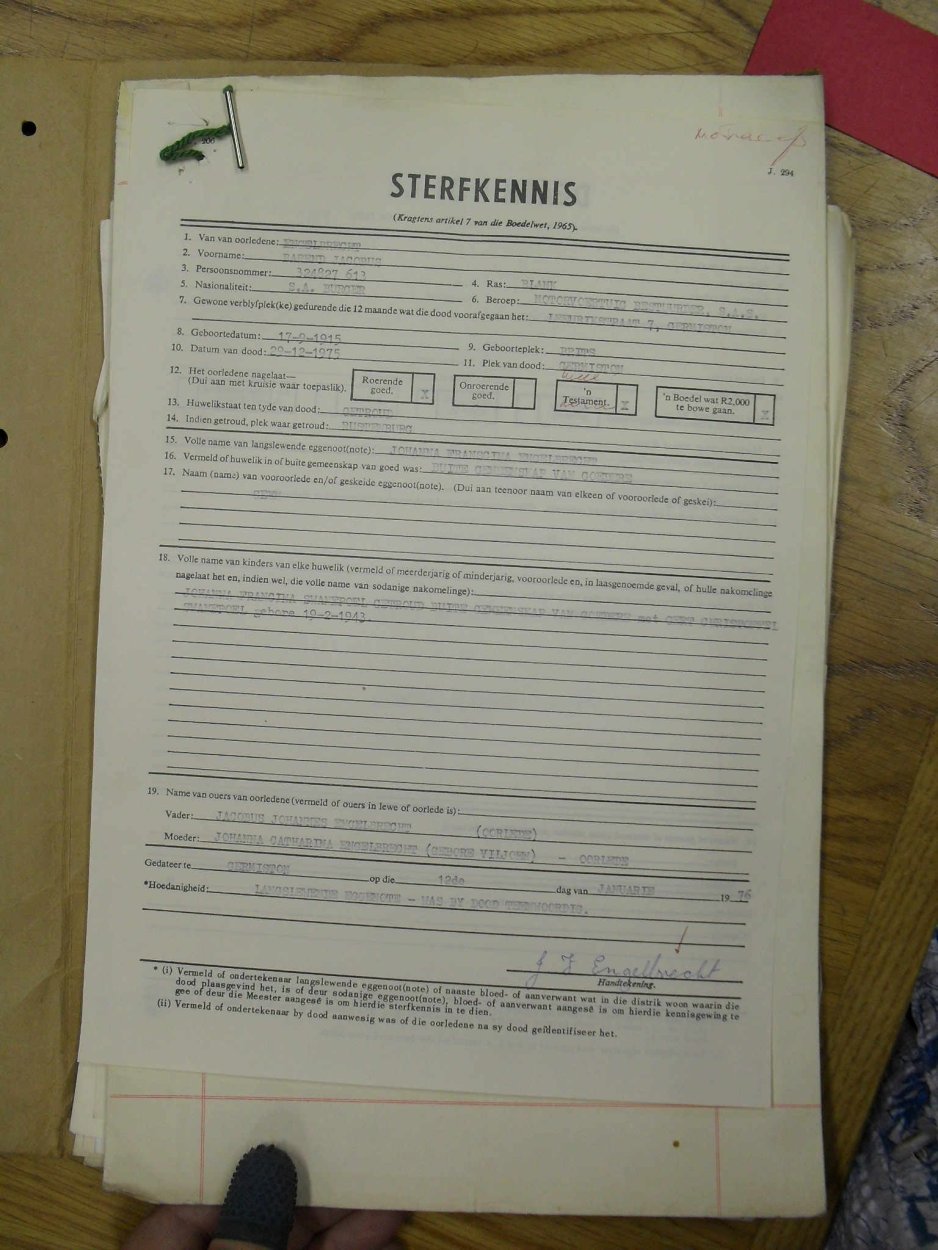 J. 294
STERFKENNIS
(Kragtens artikel 7 van die Boedelwet, 1965).
1. Van van oorledene: ENGELBRECHT
2. Voorname: BAREND JACOBUS
3. Persoonsnommer: 324827 613
4. Ras: BLANK
5. Nasionaliteit: S.A. BURGER
6. Beroep: MOTORVOERTUIG BESTUURDER, S.A.S.
7. Gewone verblyfplek(ke) gedurende die 12 maande wat die dood voorafgegaan het: 7, GERMISTON
8. Geboortedatum: 17-9-1915
9. Geboorteplek: BRITS
10. Datum van dood: 29-12-1975
11. Plek van dood: GERMISTON
12. Het oorledene nagelaat—
(Dui aan met kruisie waar toepaslik).
Roerende goed. X
Onroerende goed.
'n Testament. X
'n Boedel wat R2,000 te bowe gaan. X
13. Huwelikstaat ten tyde van dood: GETROUD
14. Indien getroud, plek waar getroud: RUSTENBURG
15. Volle name van langslewende eggenoot(note): JOHANNA FRANSCINA ENGELBRECHT
16. Vermeld of huwelik in of buite gemeenskap van goed was: BUITE GEMEENSKAP VAN GOEDERE
17. Naam (name) van vooroorlede en/of geskeide eggenoot(note). (Dui aan teenoor naam van elkeen of vooroorlede of geskei):
GEEN
18. Volle name van kinders van elke huwelik (vermeld of meerderjarig of minderjarig, vooroorlede en, in laasgenoemde geval, of hulle nakomelinge
nagelaat het en, indien wel, die volle name van sodanige nakomelinge):
JOHANNA FRANCINA SWANEPOEL GETROUD BUITE GEMEENSKAP VAN GOEDERE met GERT
SWANEPOEL gebore 19-2-1943.
19. Name van ouers van oorledene (vermeld of ouers in lewe of oorlede is):
Vader: JACOBUS JOHANNES ENGELBRECHT (OORLEDE)
Moeder: JOHANNA CATHARINA ENGELBRECHT (GEBORE VILJOEN) - OORLEDE
Gedateer te GERMISTON op die 12de dag van JANUARIE 19 76
*Hoedanigheid: LANGSLEWENDE EGGENOTE - WAS BY DOOD TEENWOORDIG.
J F Engelbrecht
Handtekening.
* (i) Vermeld of ondertekenaar langslewende eggenoot(note) of naaste bloed- of aanverwant wat in die distrik woon waarin die
dood plaasgevind het, is of deur sodanige eggenoot(note), bloed- of aanverwant aangesê is om hierdie kennisgewing te
gee of deur die Meester aangesê is om hierdie sterfkennis in te dien.
(ii) Vermeld of ondertekenaar by dood aanwesig was of die oorledene na sy dood geïdentifiseer het.